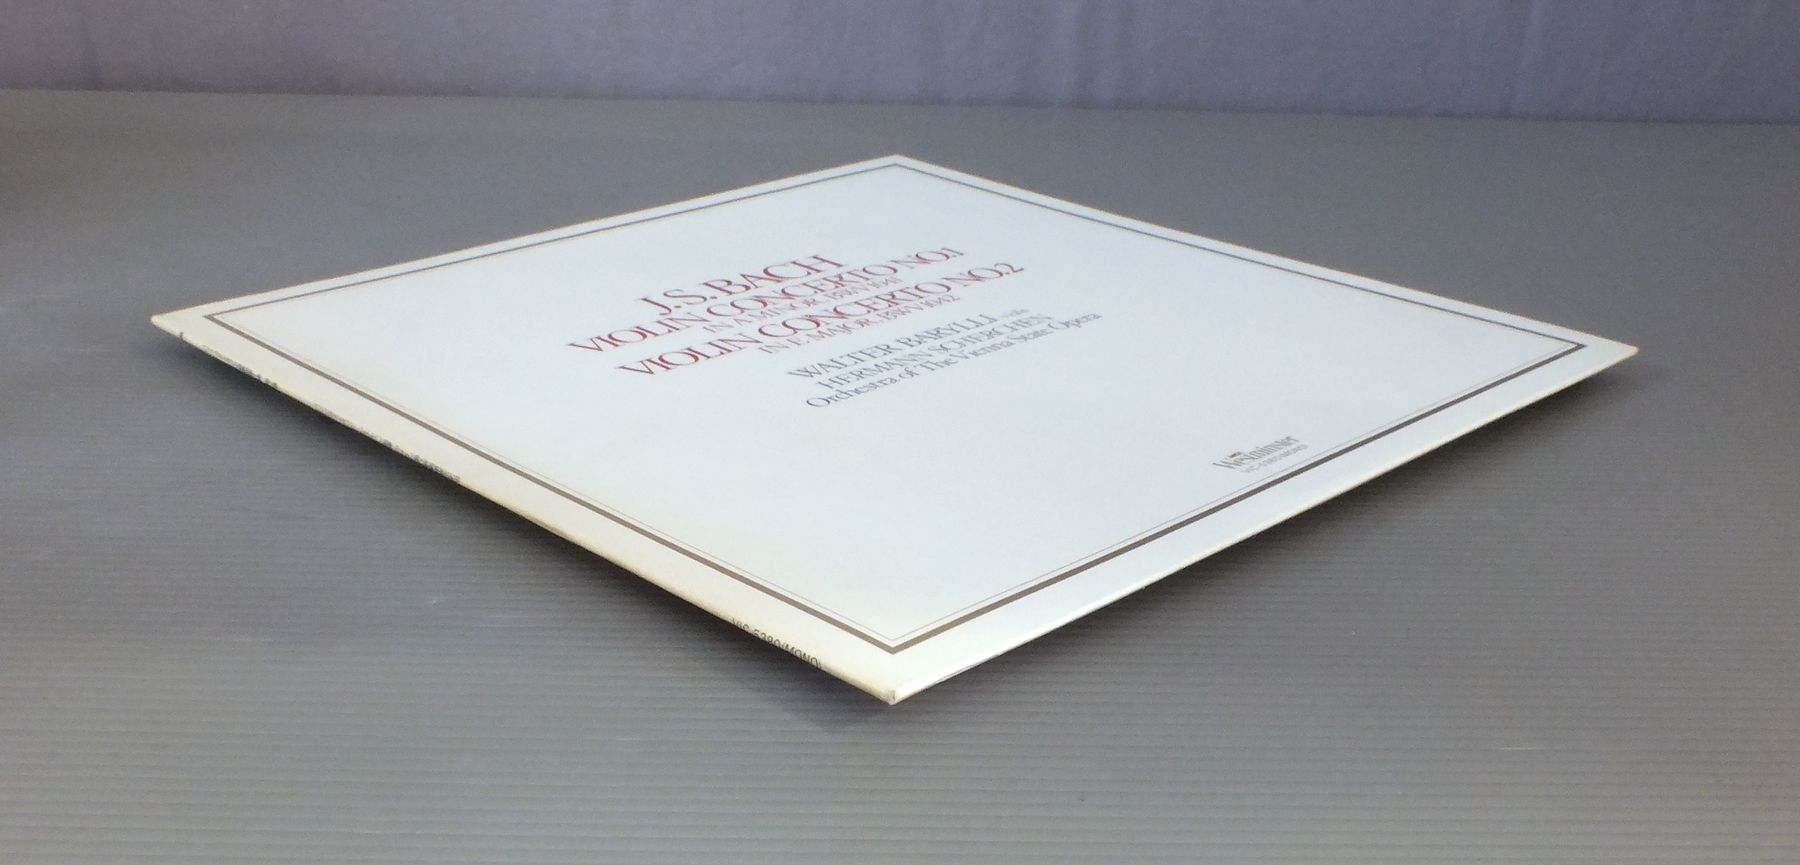 J.S.BACH
VIOLIN CONCERTO NO.1
IN A MINOR, BWV 1041
VIOLIN CONCERTO NO.2
IN E MAJOR, BWV 1042
WALTER BARYLLI violin
HERMANN SCHERCHEN
Orchestra of The Vienna State Opera
Westminster